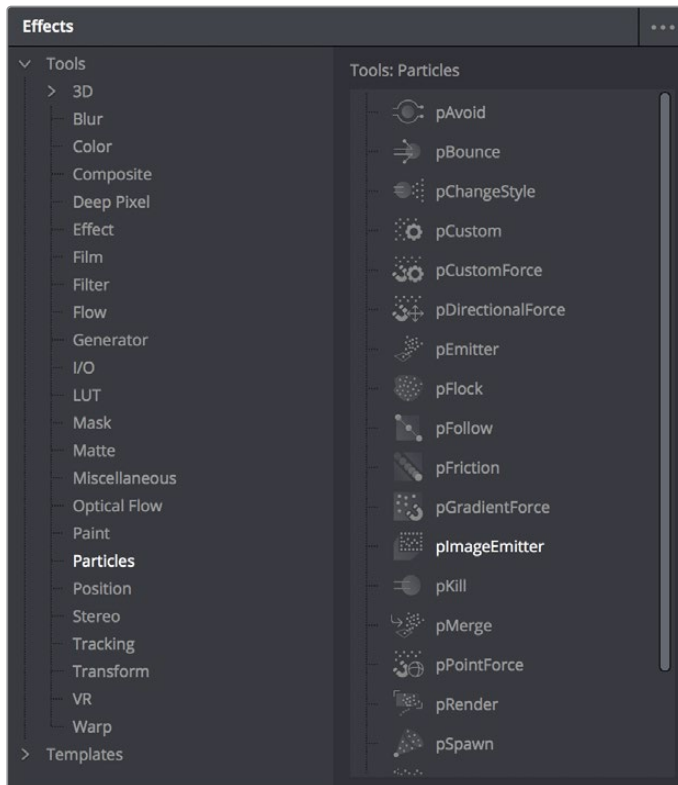 Effects
Tools
3D
Blur
Color
Composite
Deep Pixel
Effect
Film
Filter
Flow
Generator
I/O
LUT
Mask
Matte
Miscellaneous
Optical Flow
Paint
Particles
Position
Stereo
Tracking
Transform
VR
Warp
Templates
Tools: Particles
pAvoid
pBounce
pChangeStyle
pCustom
pCustomForce
pDirectionalForce
pEmitter
pFlock
pFollow
pFriction
pGradientForce
pImageEmitter
pKill
pMerge
pPointForce
pRender
pSpawn